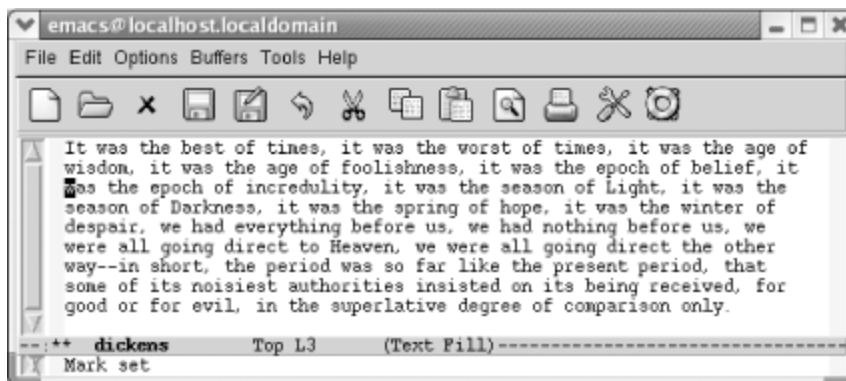 emacs@localhost.localdomain
File Edit Options Buffers Tools Help
It was the best of times, it was the worst of times, it was the age of
wisdom, it was the age of foolishness, it was the epoch of belief, it
was the epoch of incredulity, it was the season of Light, it was the
season of Darkness, it was the spring of hope, it was the winter of
despair, we had everything before us, we had nothing before us, we
were all going direct to Heaven, we were all going direct the other
way--in short, the period was so far like the present period, that
some of its noisiest authorities insisted on its being received, for
good or for evil, in the superlative degree of comparison only.
--:** dickens Top L3 (Text Fill)----------------------------------
Mark set